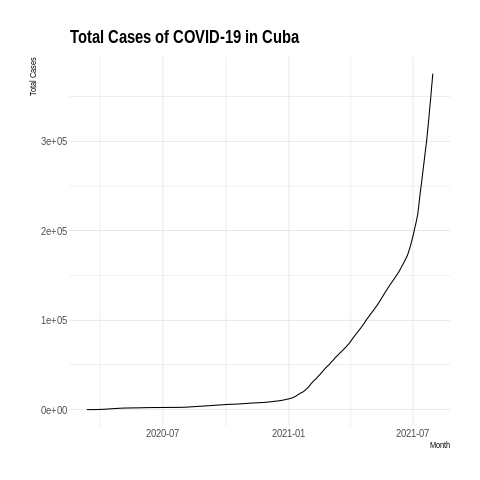 Total Cases of COVID-19 in Cuba
Total Cases
3e+05
2e+05
1e+05
0e+00
2020-07 2021-01 2021-07
Month